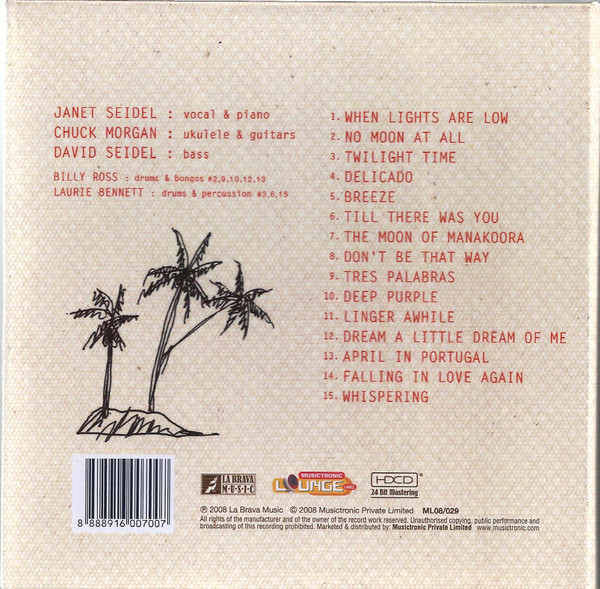 JANET SEIDEL : vocal & piano
CHUCK MORGAN : ukulele & guitars
DAVID SEIDEL : bass
BILLY ROSS : drums & bongos #2,9,10,12,13
LAURIE BENNETT : drums & percussion #3,6,15
1. WHEN LIGHTS ARE LOW
2. NO MOON AT ALL
3. TWILIGHT TIME
4. DELICADO
5. BREEZE
6. TILL THERE WAS YOU
7. THE MOON OF MANAKOORA
8. DON'T BE THAT WAY
9. TRES PALABRAS
10. DEEP PURPLE
11. LINGER AWHILE
12. DREAM A LITTLE DREAM OF ME
13. APRIL IN PORTUGAL
14. FALLING IN LOVE AGAIN
15. WHISPERING
8 888916 007007
LA BRAVA
MUSIC
MUSICTRONIC
LOUNGE
LABEL
HDCD
24 Bit Mastering
℗ 2008 La Brava Music © 2008 Musictronic Private Limited ML08/029
All rights of the manufacturer and of the owner of the record work reserved. Unauthorised copying, public performance and
broadcasting of this recording prohibited. Marketed & distributed by: Musictronic Private Limited www.musictronic.com